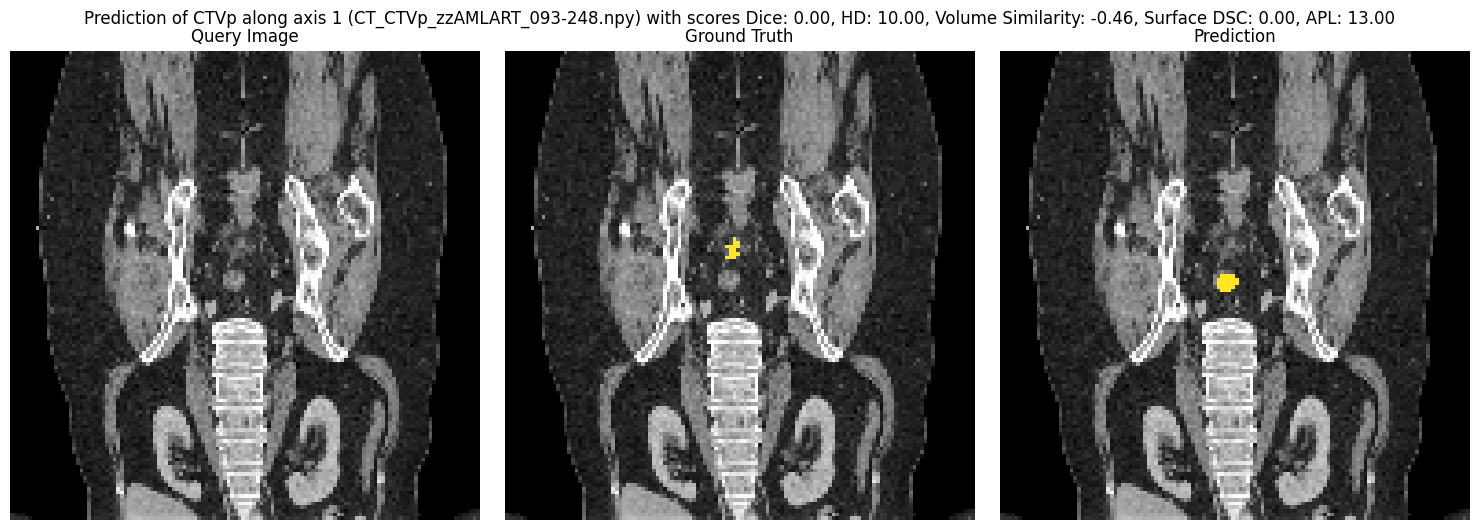 Prediction of CTVp along axis 1 (CT_CTVp_zzAMLART_093-248.npy) with scores Dice: 0.00, HD: 10.00, Volume Similarity: -0.46, Surface DSC: 0.00, APL: 13.00
Query Image
Ground Truth
Prediction